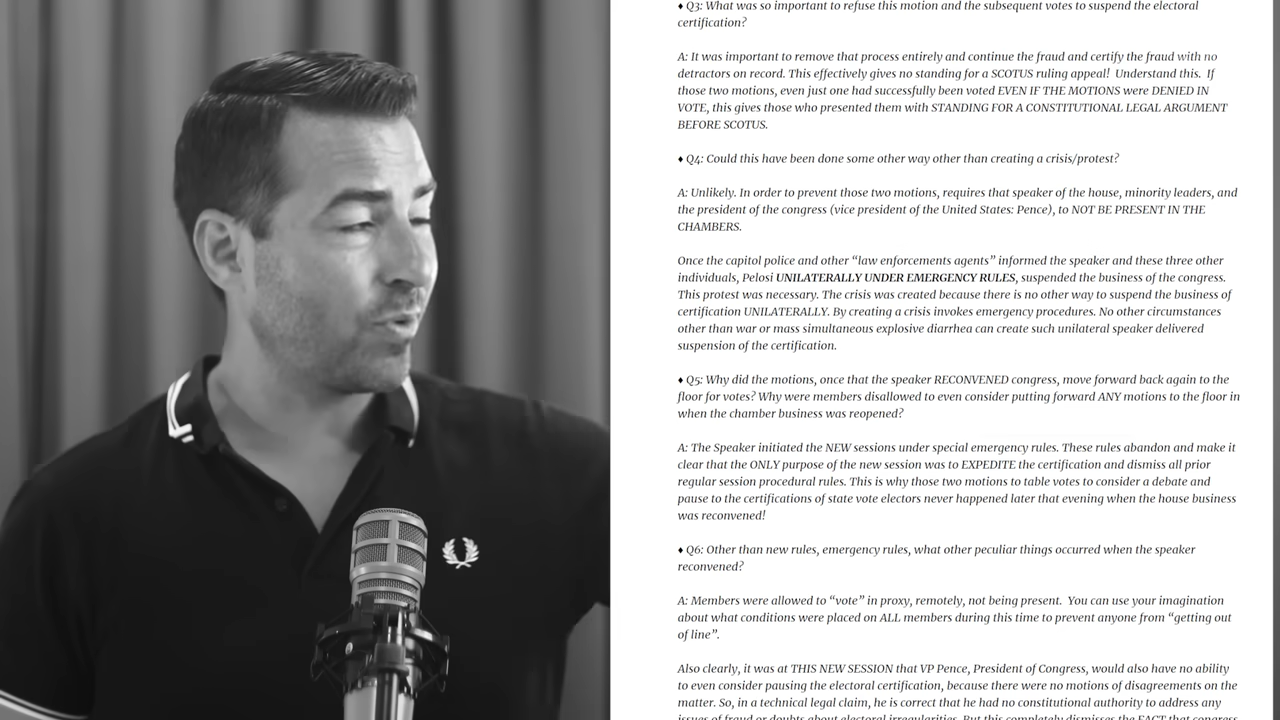 ♦ Q3: What was so important to refuse this motion and the subsequent votes to suspend the electoral
certification?
A: It was important to remove that process entirely and continue the fraud and certify the fraud with no
detractors on record. This effectively gives no standing for a SCOTUS ruling appeal!  Understand this.  If
those two motions, even just one had successfully been voted EVEN IF THE MOTIONS were DENIED IN
VOTE, this gives those who presented them with STANDING FOR A CONSTITUTIONAL LEGAL ARGUMENT
BEFORE SCOTUS.
♦ Q4: Could this have been done some other way other than creating a crisis/protest?
A: Unlikely. In order to prevent those two motions, requires that speaker of the house, minority leaders, and
the president of the congress (vice president of the United States: Pence), to NOT BE PRESENT IN THE
CHAMBERS.
Once the capitol police and other “law enforcements agents” informed the speaker and these three other
individuals, Pelosi UNILATERALLY UNDER EMERGENCY RULES, suspended the business of the congress.
This protest was necessary. The crisis was created because there is no other way to suspend the business of
certification UNILATERALLY. By creating a crisis invokes emergency procedures. No other circumstances
other than war or mass simultaneous explosive diarrhea can create such unilateral speaker delivered
suspension of the certification.
♦ Q5: Why did the motions, once that the speaker RECONVENED congress, move forward back again to the
floor for votes? Why were members disallowed to even consider putting forward ANY motions to the floor in
when the chamber business was reopened?
A: The Speaker initiated the NEW sessions under special emergency rules. These rules abandon and make it
clear that the ONLY purpose of the new session was to EXPEDITE the certification and dismiss all prior
regular session procedural rules. This is why those two motions to table votes to consider a debate and
pause to the certifications of state vote electors never happened later that evening when the house business
was reconvened!
♦ Q6: Other than new rules, emergency rules, what other peculiar things occurred when the speaker
reconvened?
A: Members were allowed to “vote” in proxy, remotely, not being present.  You can use your imagination
about what conditions were placed on ALL members during this time to prevent anyone from “getting out
of line”.
Also clearly, it was at THIS NEW SESSION that VP Pence, President of Congress, would also have no ability
to even consider pausing the electoral certification, because there were no motions of disagreements on the
matter. So, in a technical legal claim, he is correct that he had no constitutional authority to address any
issues of fraud or doubts about electoral irregularities. But this completely dismisses the FACT that congress